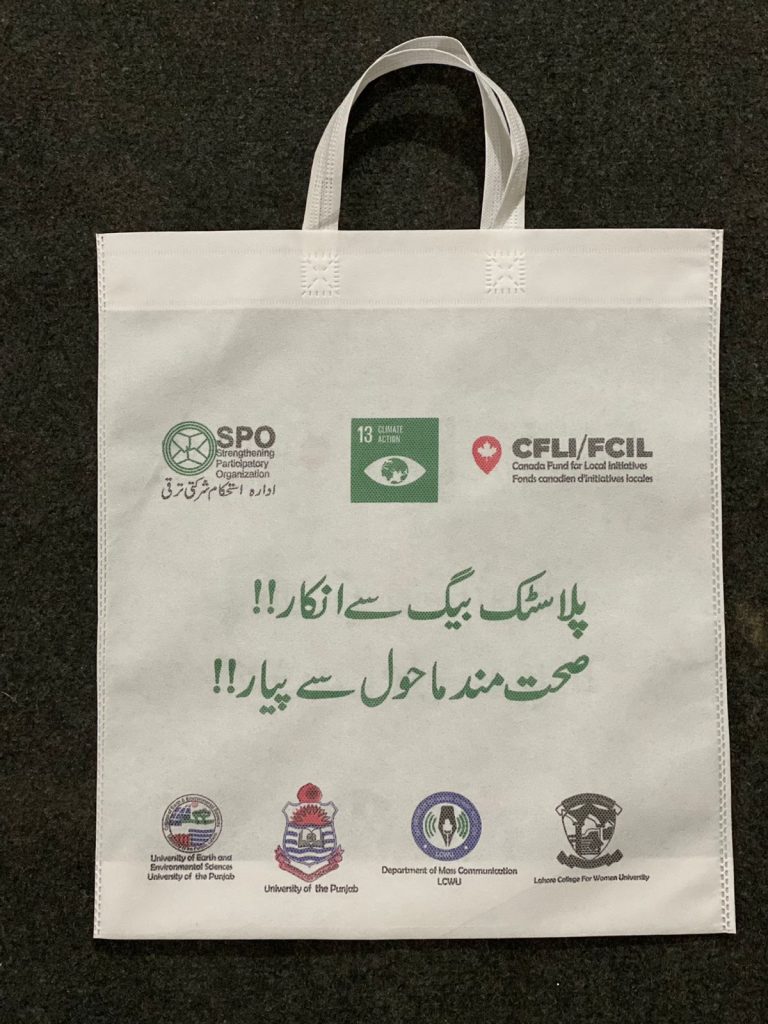 SPO
Strengthening
Participatory
Organization
ادارہ استحکام شرکتی ترقی
13 CLIMATE
ACTION
CFLI/FCIL
Canada Fund for Local Initiatives
Fonds canadien d'initiatives locales
پلاسٹک بیگ سے انکار!!
صحت مند ماحول سے پیار!!
University of Earth and
Environmental Sciences
University of the Punjab
University of the Punjab
LCWU
Department of Mass Communication
LCWU
Lahore College For Women University